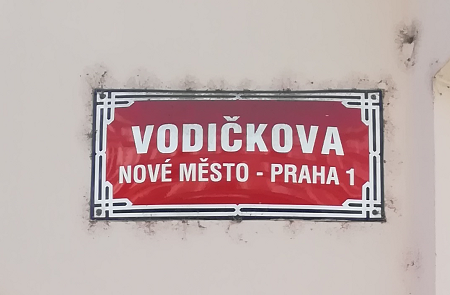 VODIČKOVA
NOVÉ MĚSTO - PRAHA 1